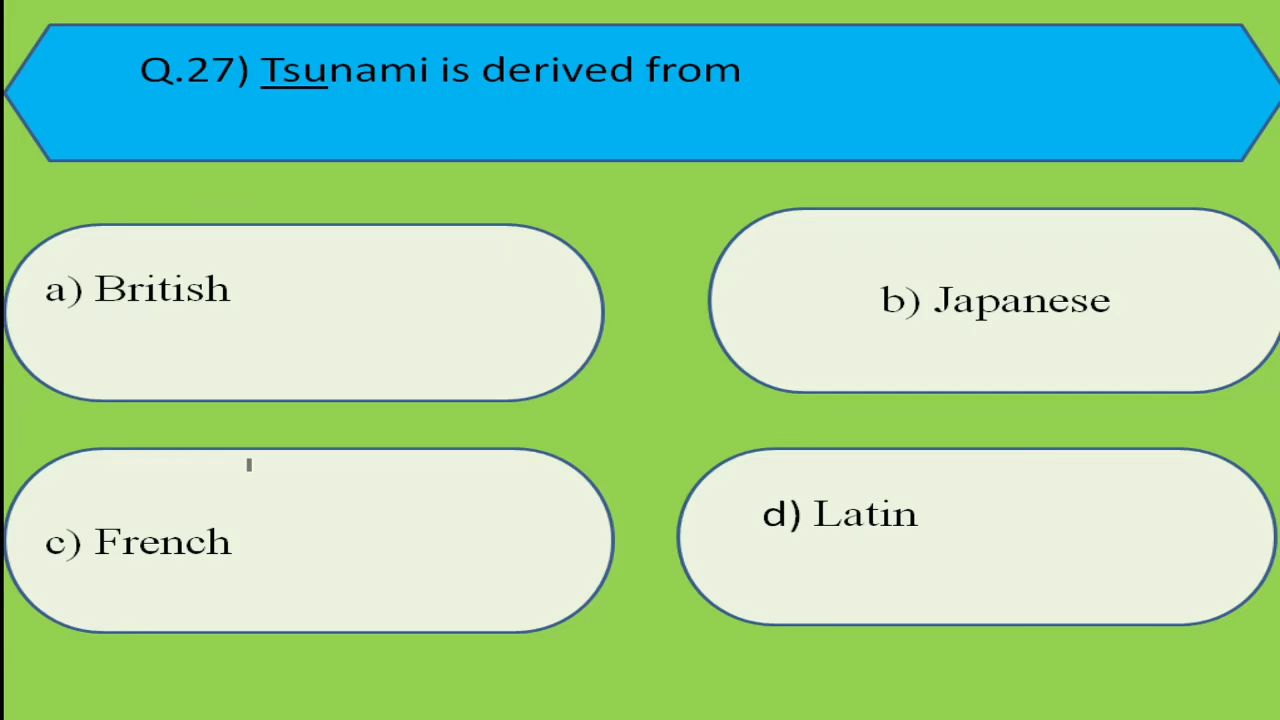 Q.27) Tsunami is derived from
a) British
b) Japanese
c) French
d) Latin